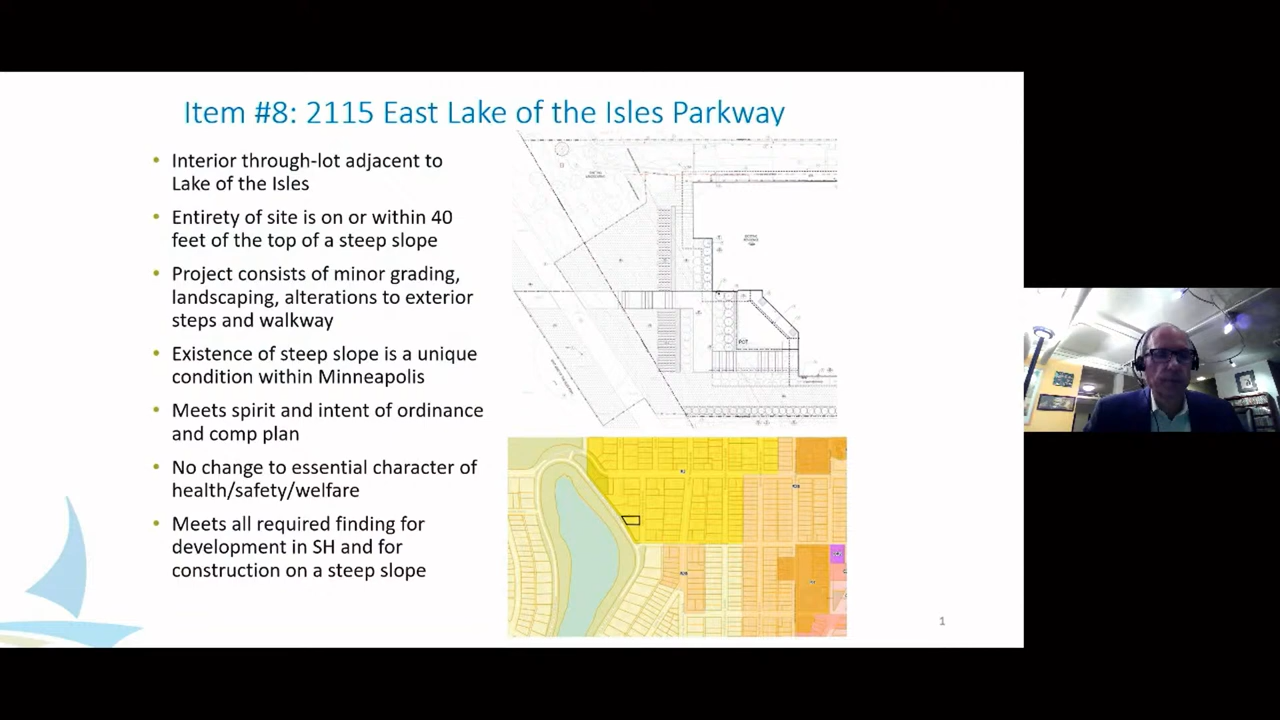 Item #8: 2115 East Lake of the Isles Parkway
• Interior through-lot adjacent to
Lake of the Isles
• Entirety of site is on or within 40
feet of the top of a steep slope
• Project consists of minor grading,
landscaping, alterations to exterior
steps and walkway
• Existence of steep slope is a unique
condition within Minneapolis
• Meets spirit and intent of ordinance
and comp plan
• No change to essential character of
health/safety/welfare
• Meets all required finding for
development in SH and for
construction on a steep slope
1